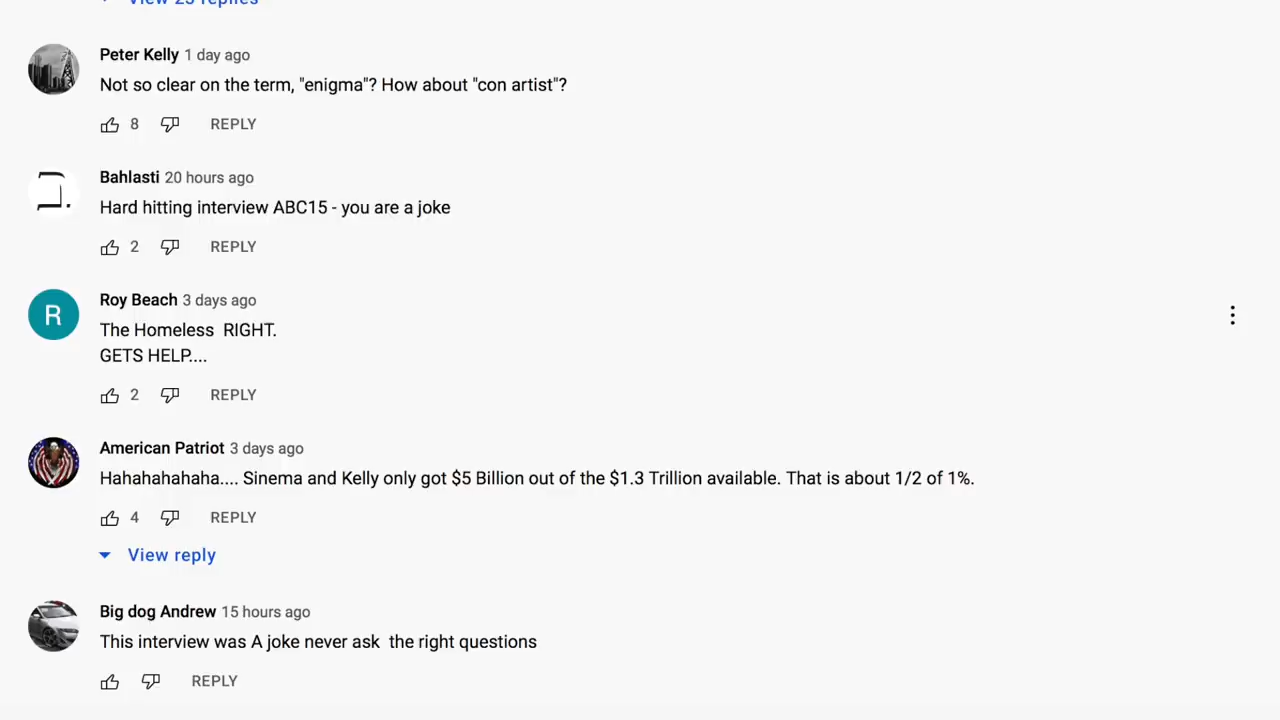 View 23 replies
Peter Kelly 1 day ago
Not so clear on the term, "enigma"? How about "con artist"?
8 REPLY
Bahlasti 20 hours ago
Hard hitting interview ABC15 - you are a joke
2 REPLY
R
Roy Beach 3 days ago
The Homeless  RIGHT.
GETS HELP....
2 REPLY
American Patriot 3 days ago
Hahahahahaha.... Sinema and Kelly only got $5 Billion out of the $1.3 Trillion available. That is about 1/2 of 1%.
4 REPLY
View reply
Big dog Andrew 15 hours ago
This interview was A joke never ask  the right questions
REPLY